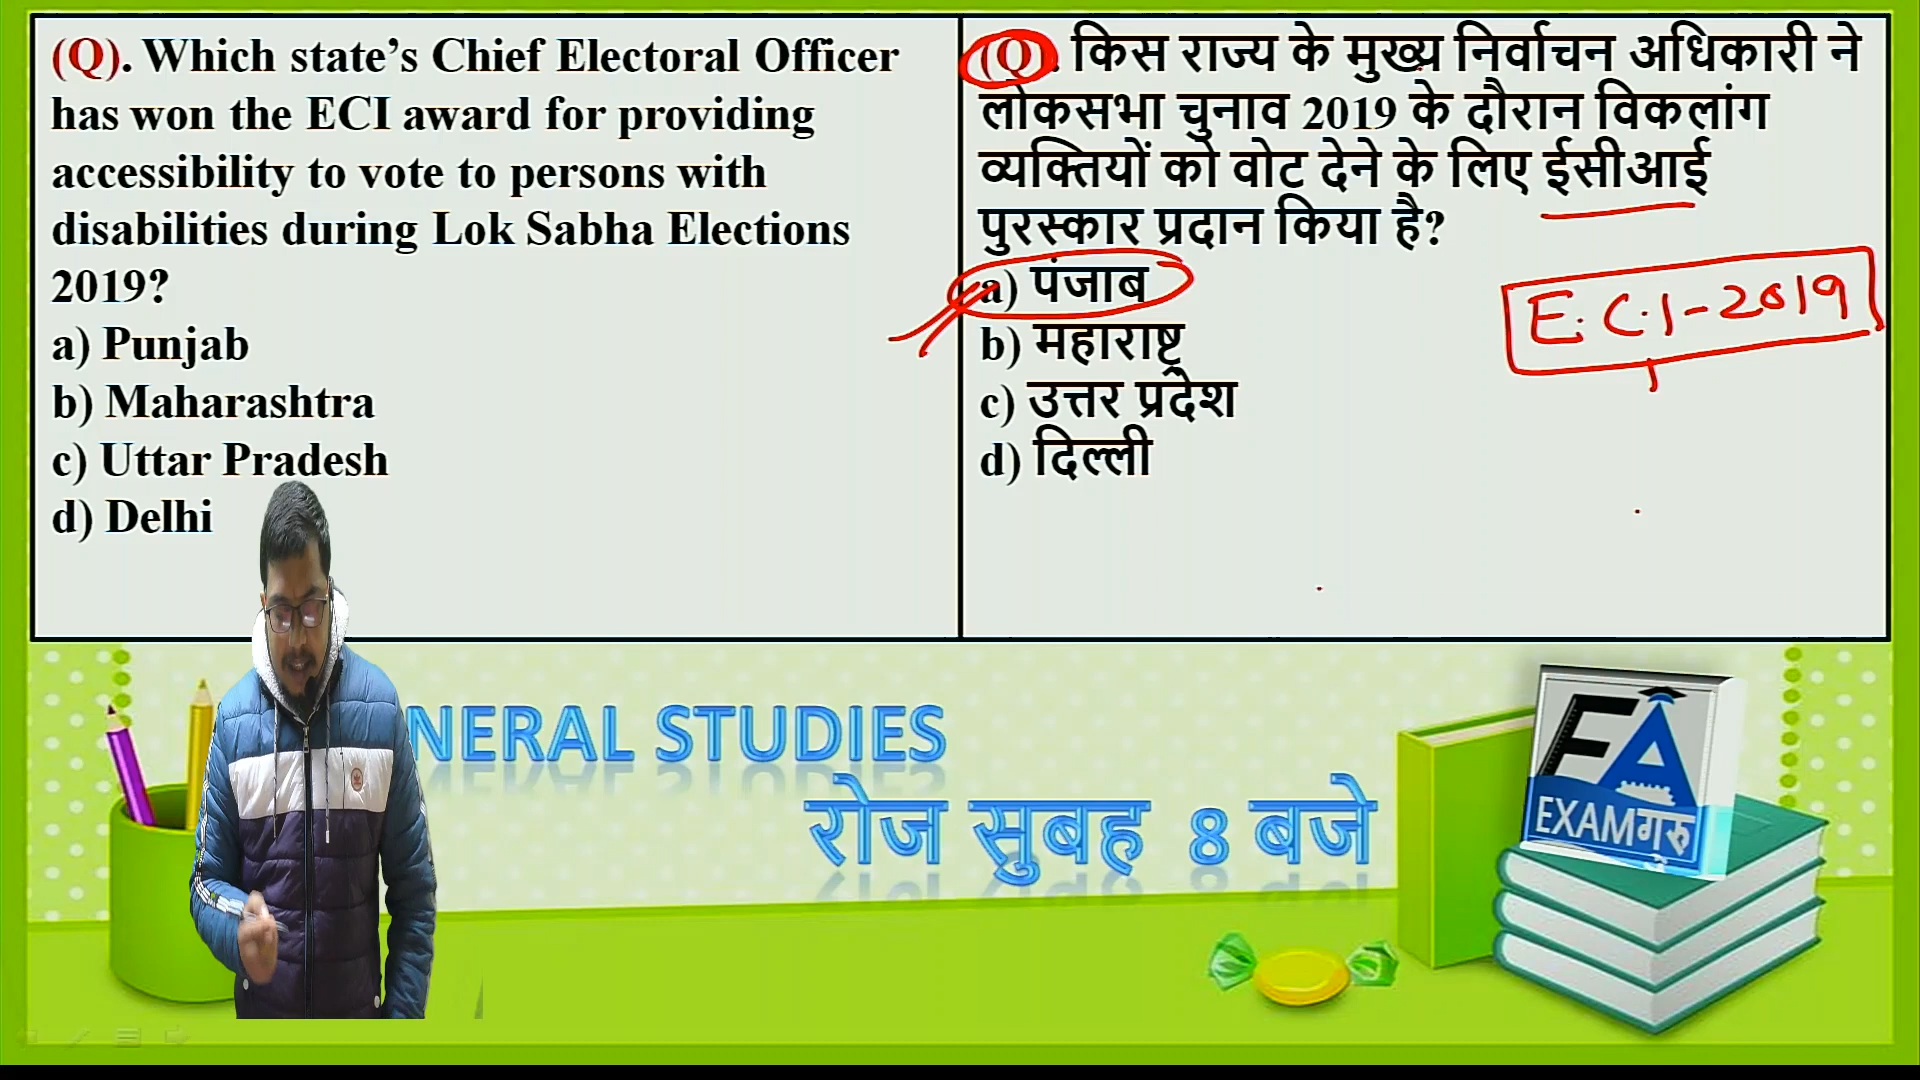 (Q). Which state’s Chief Electoral Officer
has won the ECI award for providing
accessibility to vote to persons with
disabilities during Lok Sabha Elections
2019?
a) Punjab
b) Maharashtra
c) Uttar Pradesh
d) Delhi
(Q). किस राज्य के मुख्य निर्वाचन अधिकारी ने
लोकसभा चुनाव 2019 के दौरान विकलांग
व्यक्तियों को वोट देने के लिए ईसीआई
पुरस्कार प्रदान किया है?
a) पंजाब
b) महाराष्ट्र
c) उत्तर प्रदेश
d) दिल्ली
E.C.I-2019
NERAL STUDIES
रोज सुबह 8 बजे
EXAMगुरू